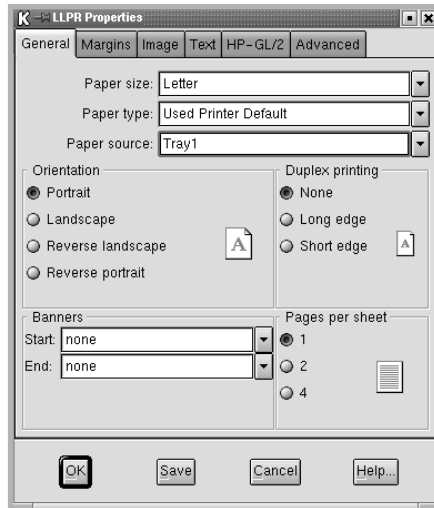 K LLPR Properties
General Margins Image Text HP-GL/2 Advanced
Paper size: Letter
Paper type: Used Printer Default
Paper source: Tray1
Orientation
Portrait
Landscape
Reverse landscape
Reverse portrait
A
Duplex printing
None
Long edge
Short edge
A
Banners
Start: none
End: none
Pages per sheet
1
2
4
OK Save Cancel Help...